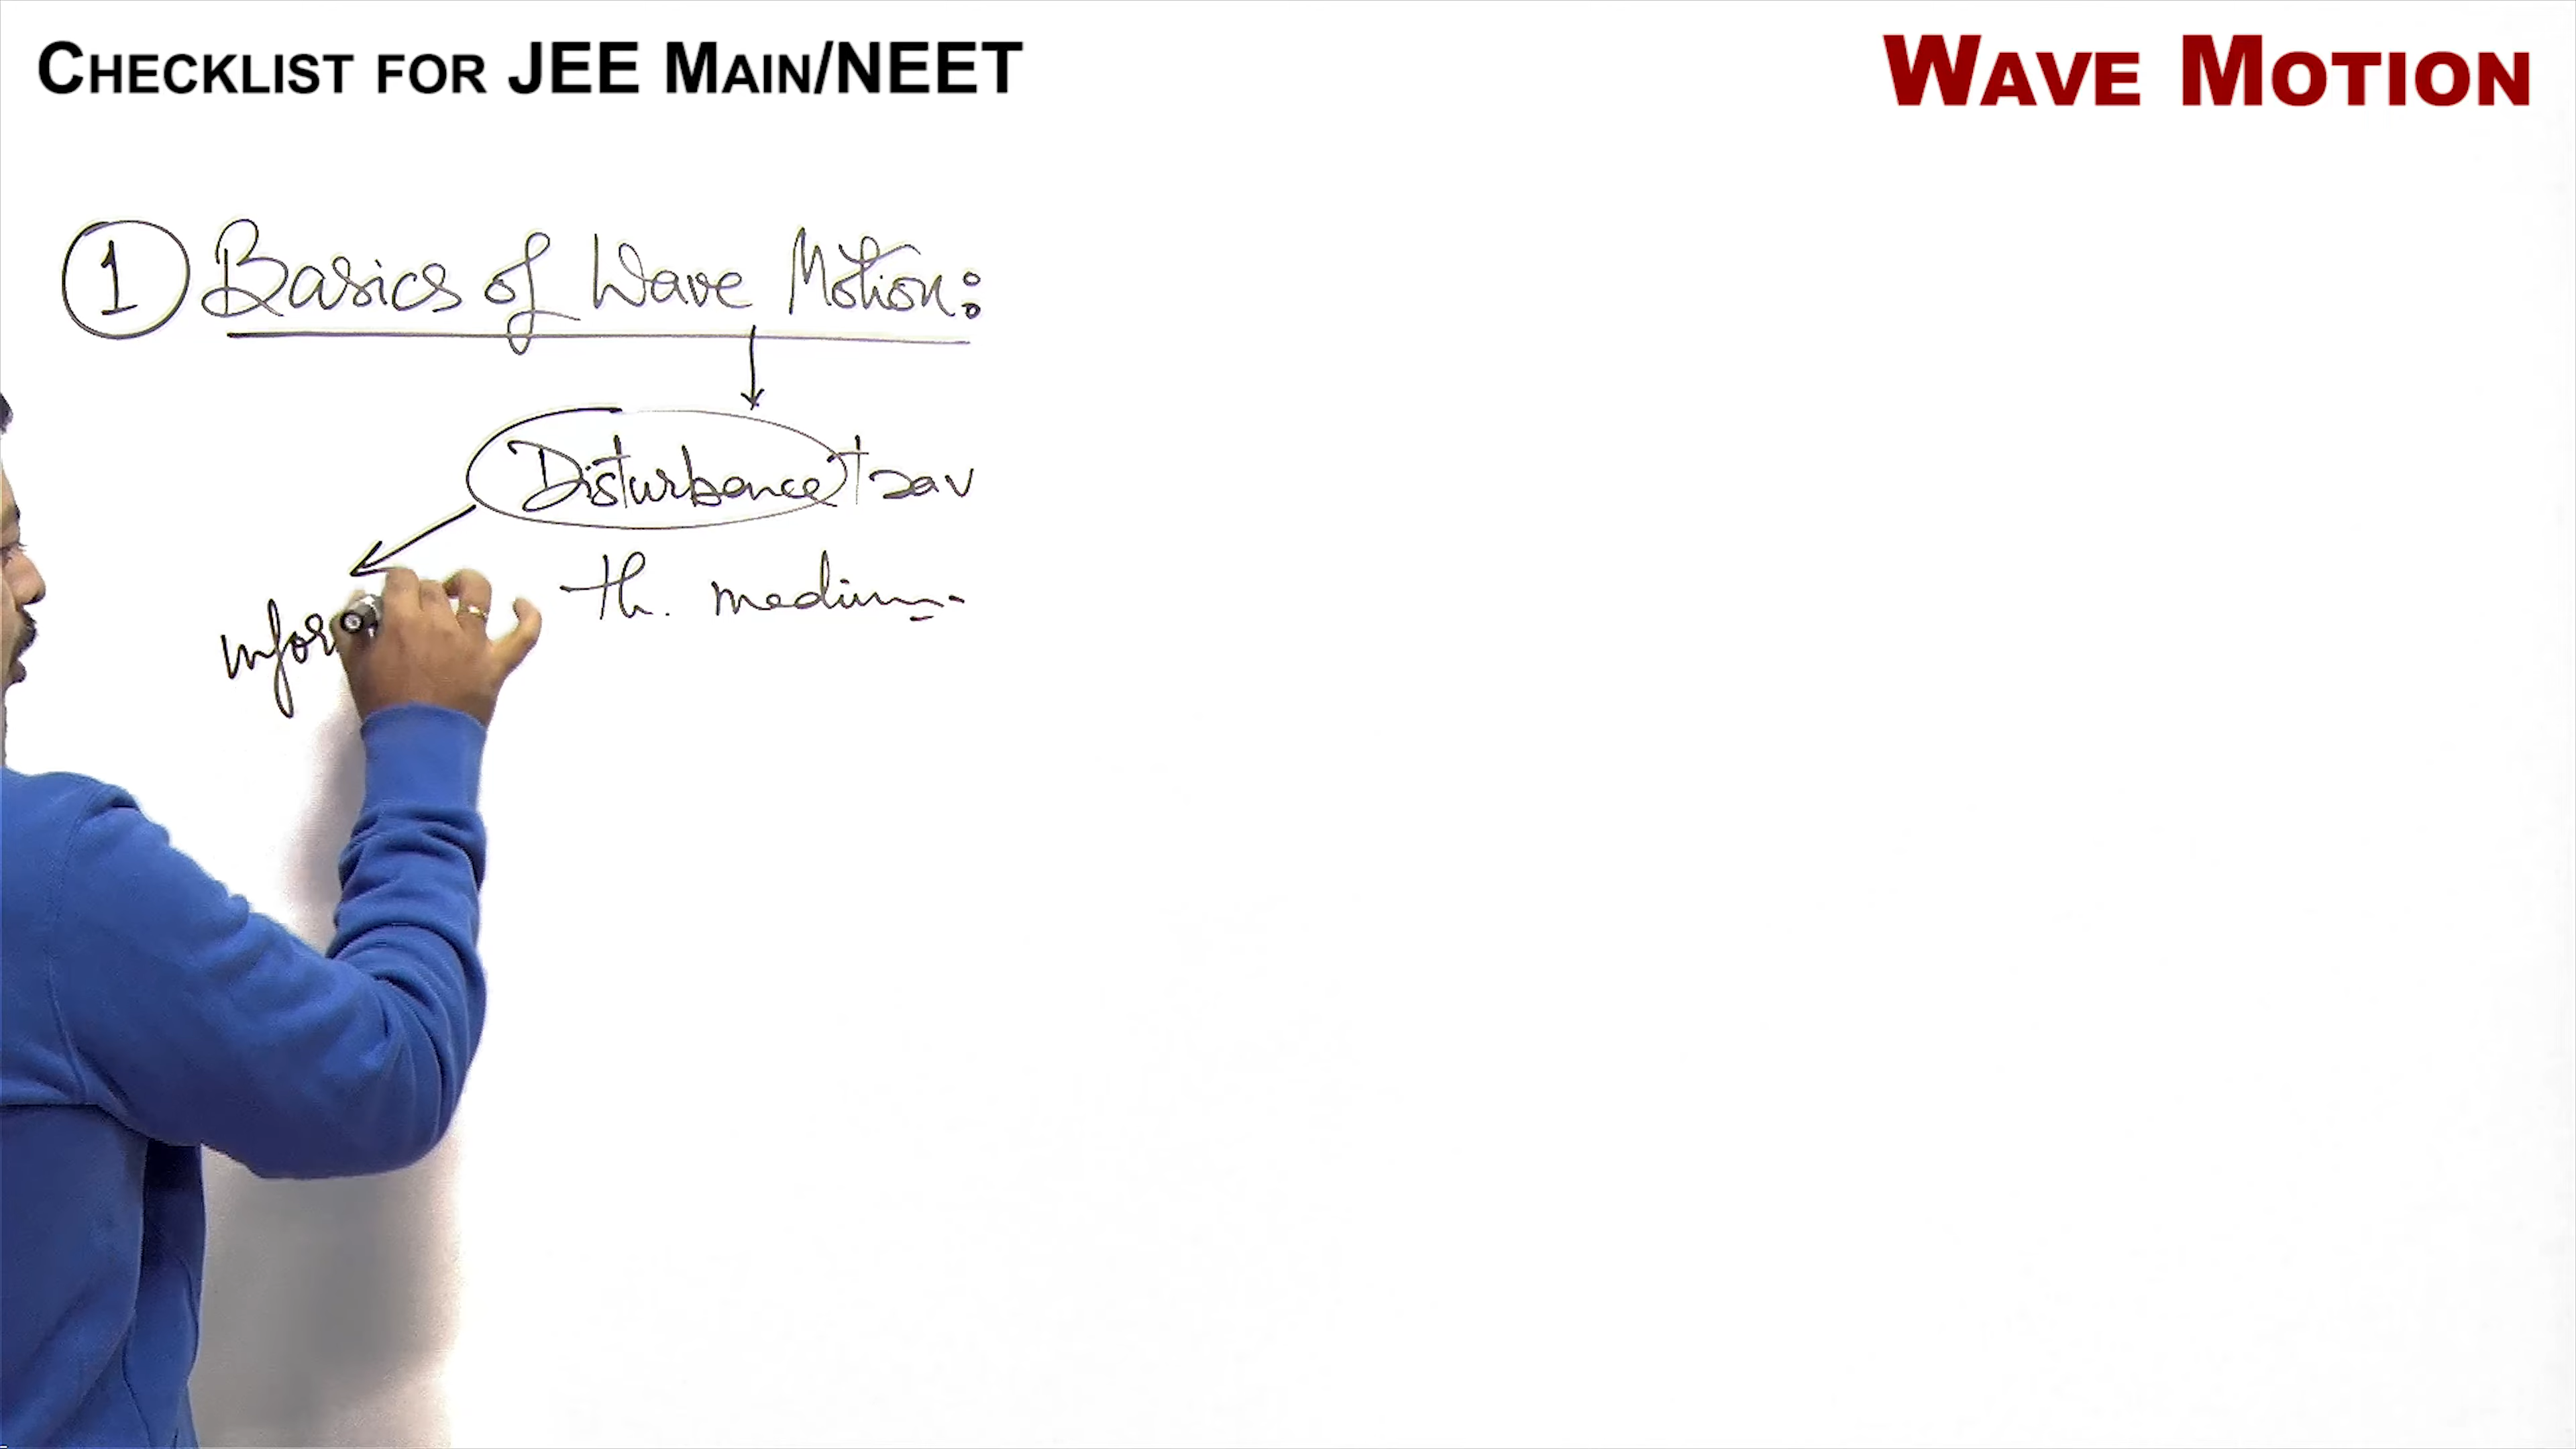 CHECKLIST FOR JEE MAIN/NEET
WAVE MOTION
1 Basics of Wave Motion:
Disturbance trav
th. medium.
infor